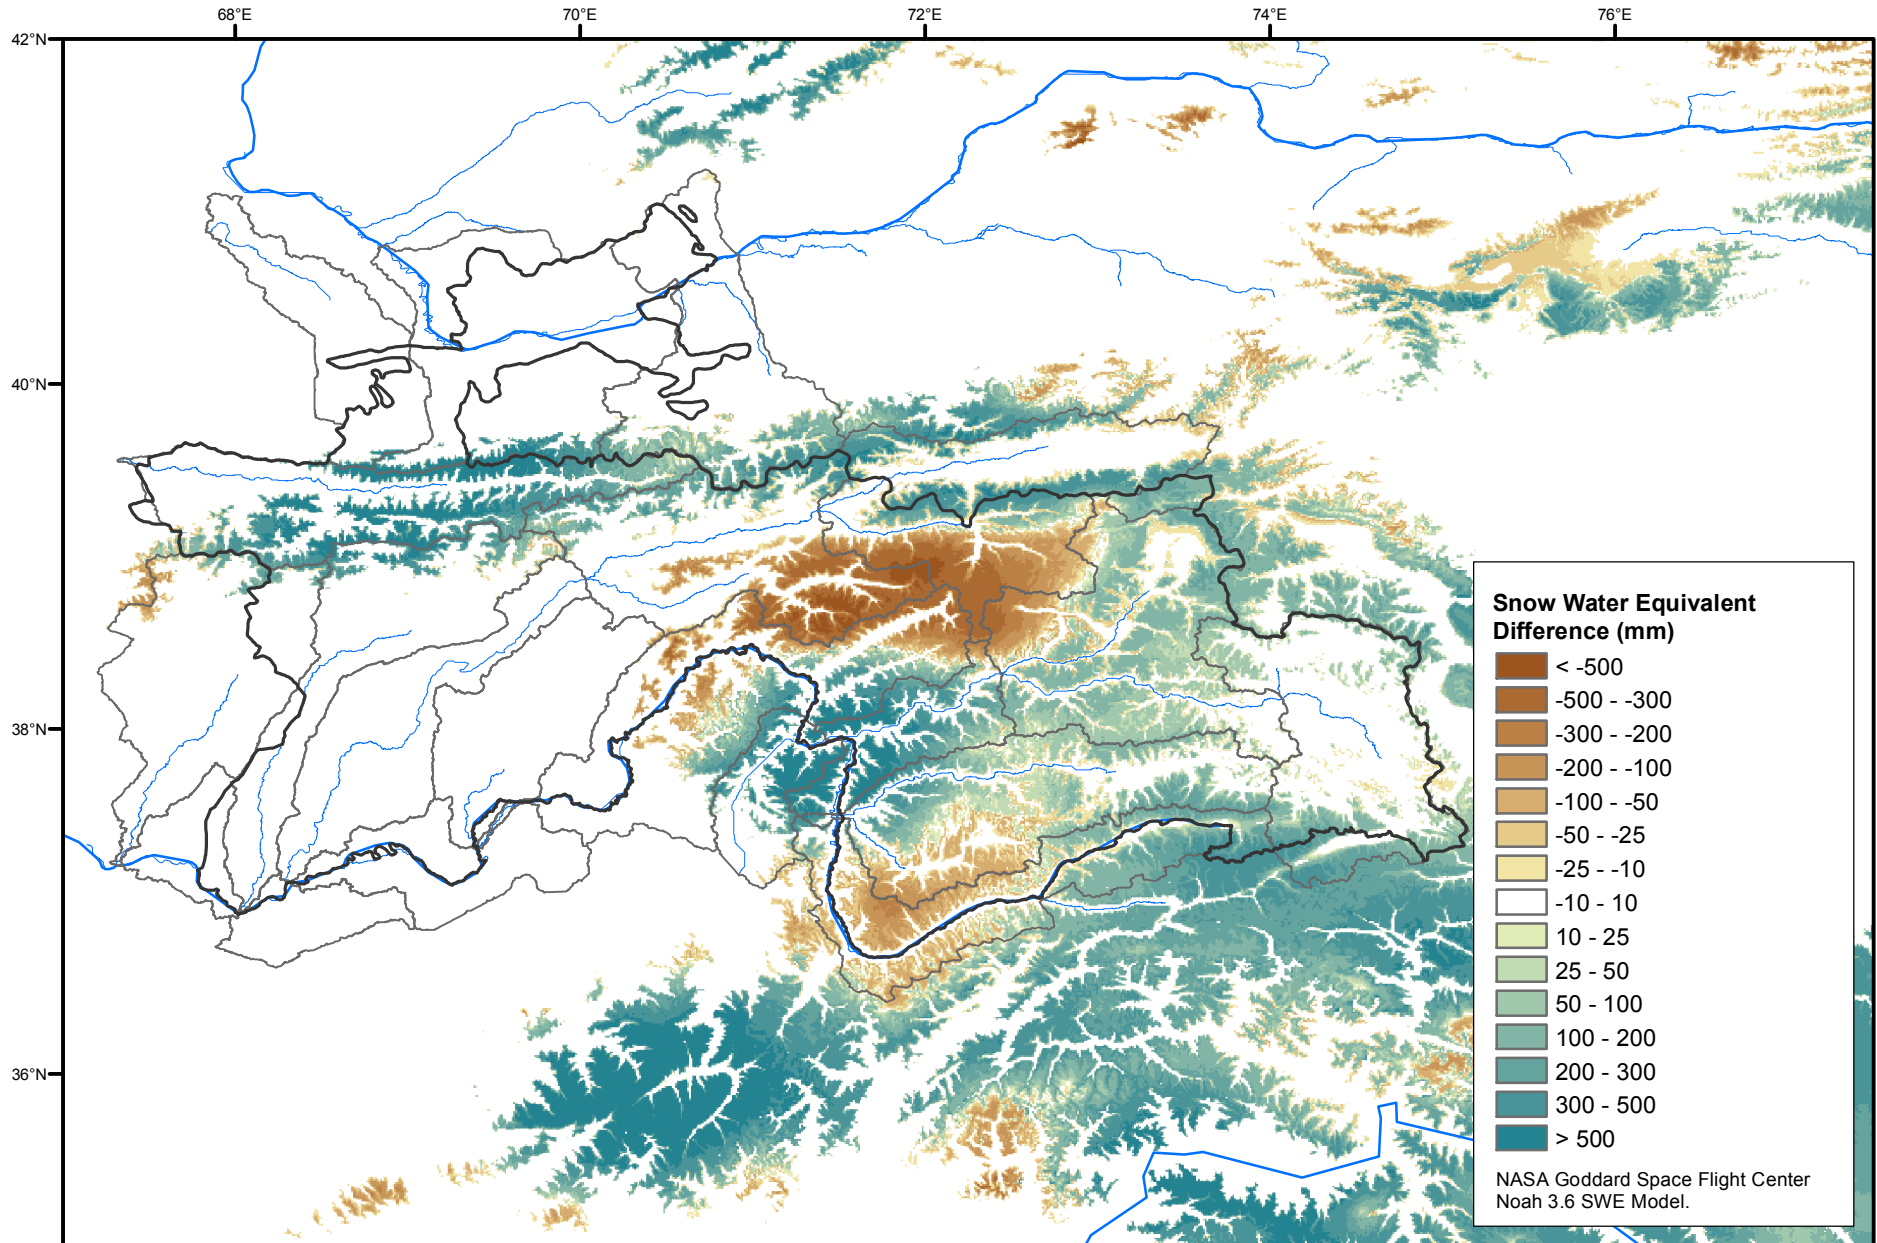 68°E
70°E
72°E
74°E
76°E
42°N
40°N
38°N
36°N
Snow Water Equivalent
Difference (mm)
< -500
-500 - -300
-300 - -200
-200 - -100
-100 - -50
-50 - -25
-25 - -10
-10 - 10
10 - 25
25 - 50
50 - 100
100 - 200
200 - 300
300 - 500
> 500
NASA Goddard Space Flight Center
Noah 3.6 SWE Model.